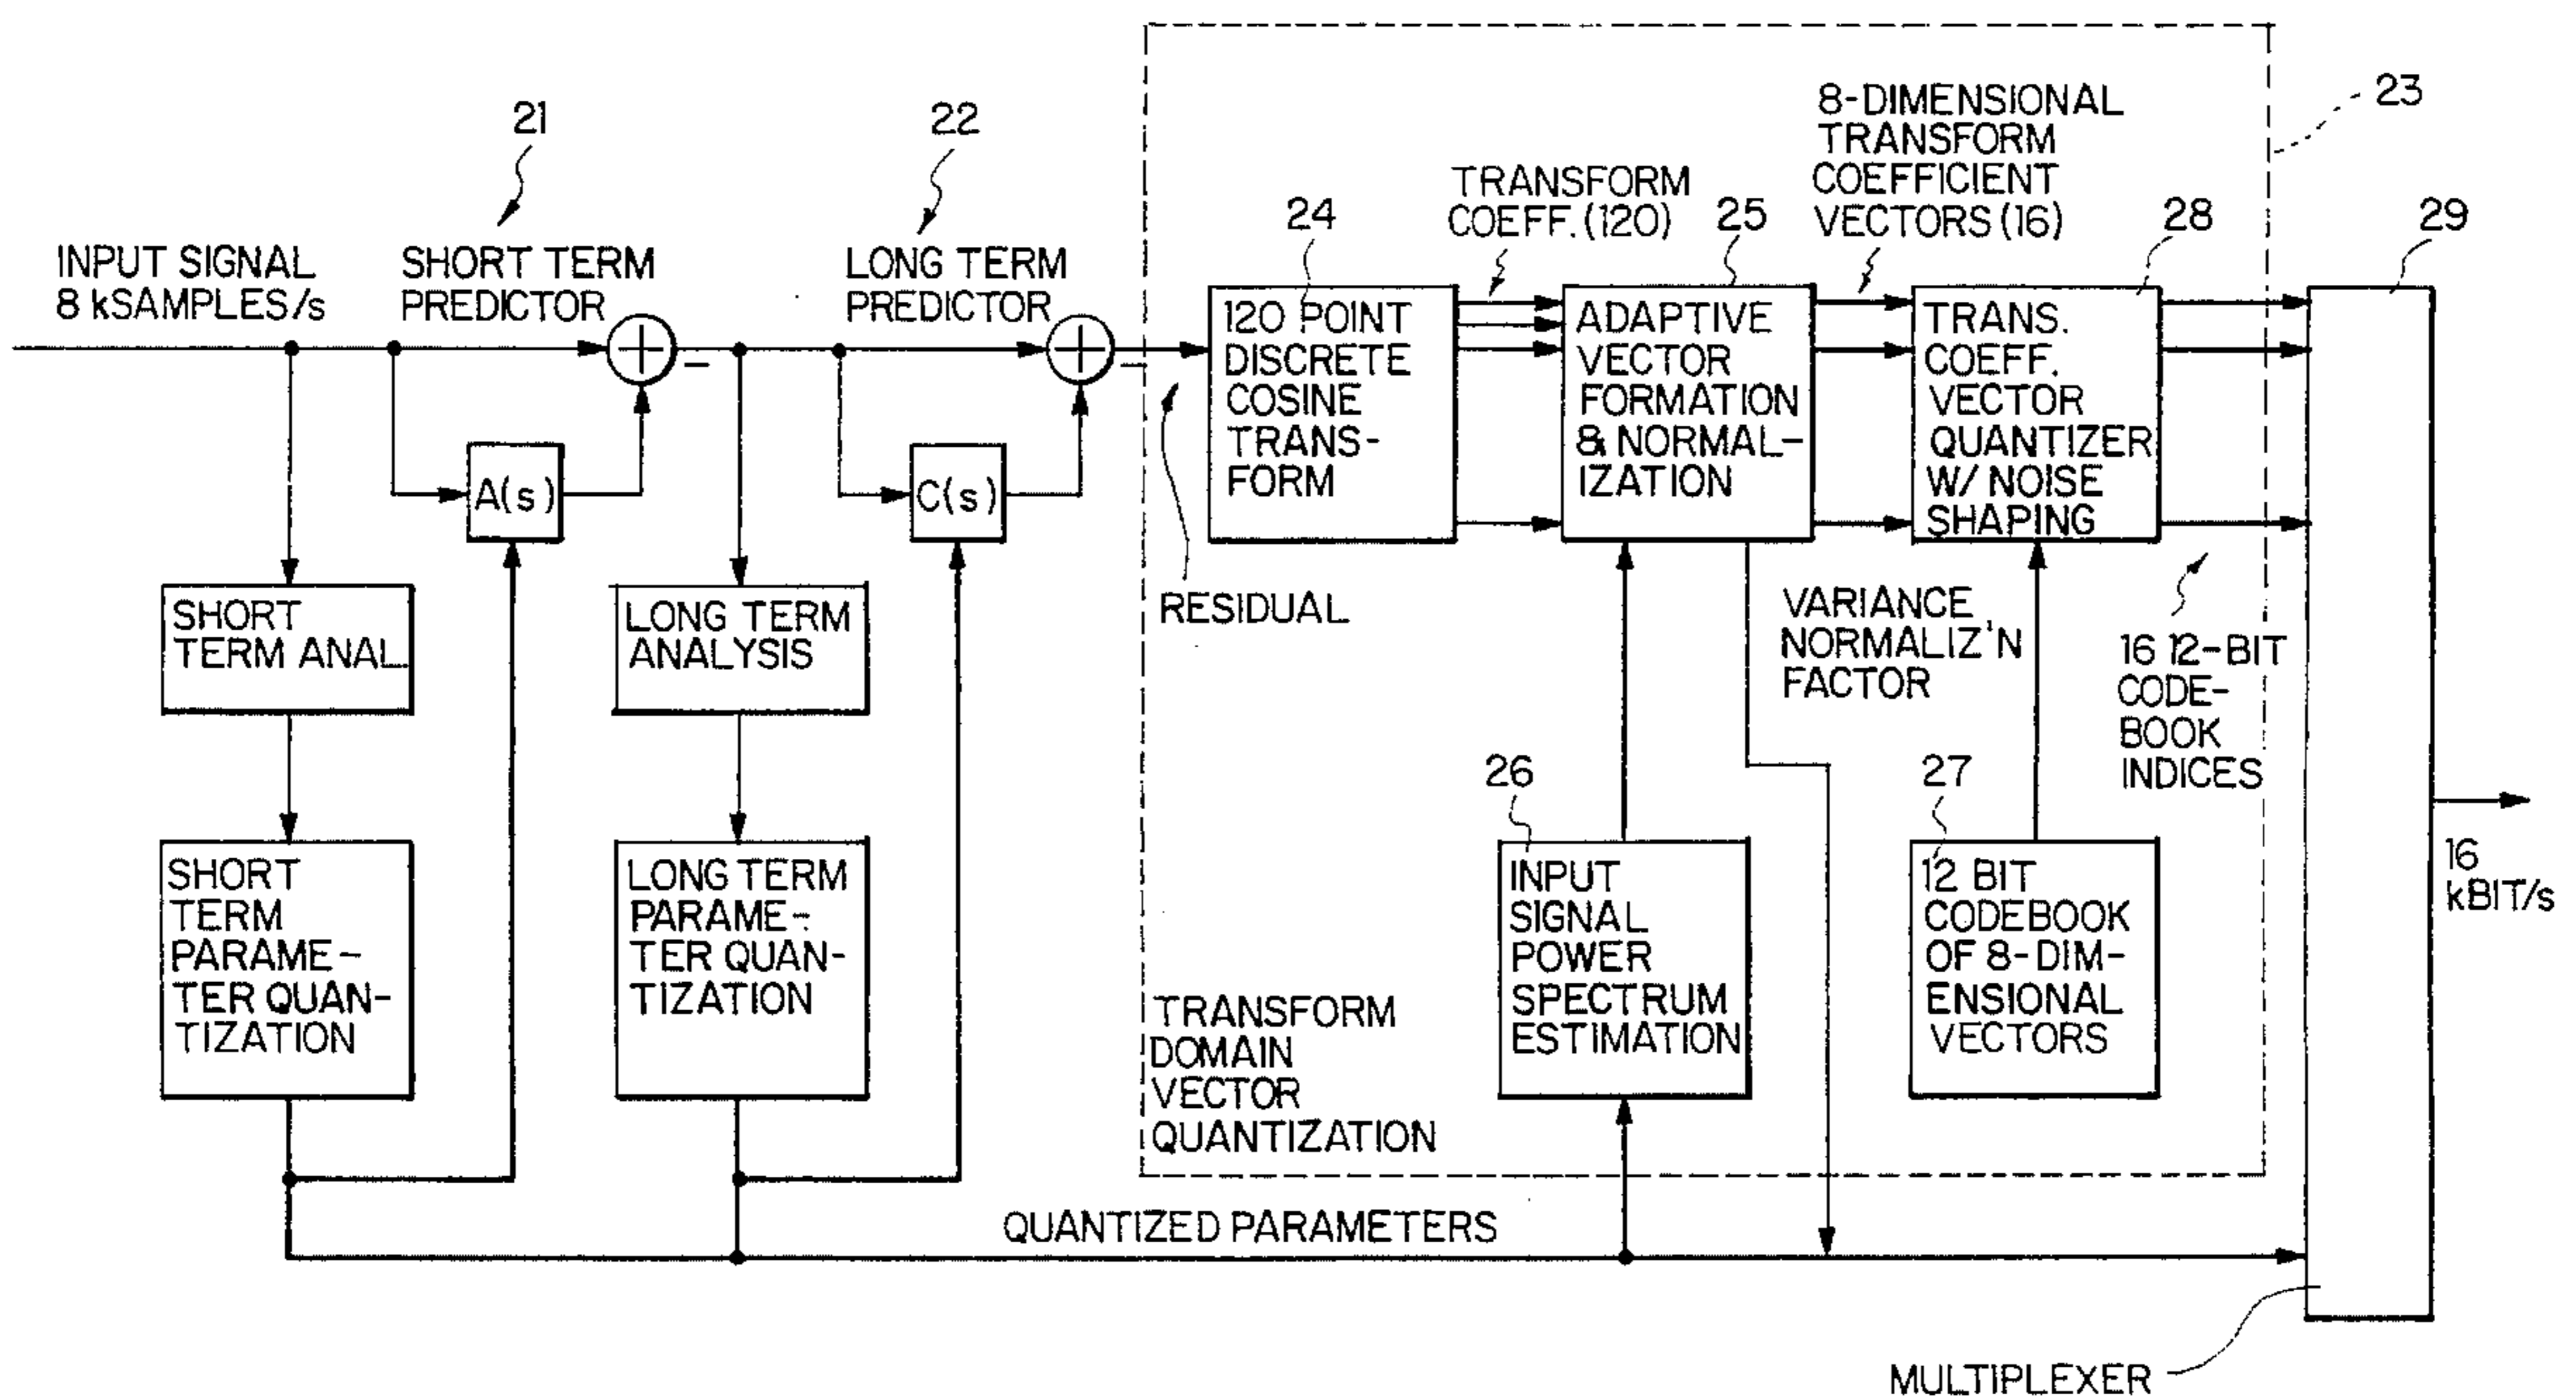 21
22
23
INPUT SIGNAL
8 kSAMPLES/s
SHORT TERM
PREDICTOR
LONG TERM
PREDICTOR
A(s)
C(s)
SHORT
TERM ANAL.
LONG TERM
ANALYSIS
SHORT
TERM
PARAME-
TER QUAN-
TIZATION
LONG TERM
PARAME-
TER QUAN-
TIZATION
RESIDUAL
24
120 POINT
DISCRETE
COSINE
TRANS-
FORM
TRANSFORM
COEFF. (120)
25
ADAPTIVE
VECTOR
FORMATION
& NORMAL-
IZATION
8-DIMENSIONAL
TRANSFORM
COEFFICIENT
VECTORS (16)
28
TRANS.
COEFF.
VECTOR
QUANTIZER
W/ NOISE
SHAPING
29
VARIANCE
NORMALIZ'N
FACTOR
16 12-BIT
CODE-
BOOK
INDICES
26
INPUT
SIGNAL
POWER
SPECTRUM
ESTIMATION
27
12 BIT
CODEBOOK
OF 8-DIM-
ENSIONAL
VECTORS
16
kBIT/s
TRANSFORM
DOMAIN
VECTOR
QUANTIZATION
QUANTIZED PARAMETERS
MULTIPLEXER